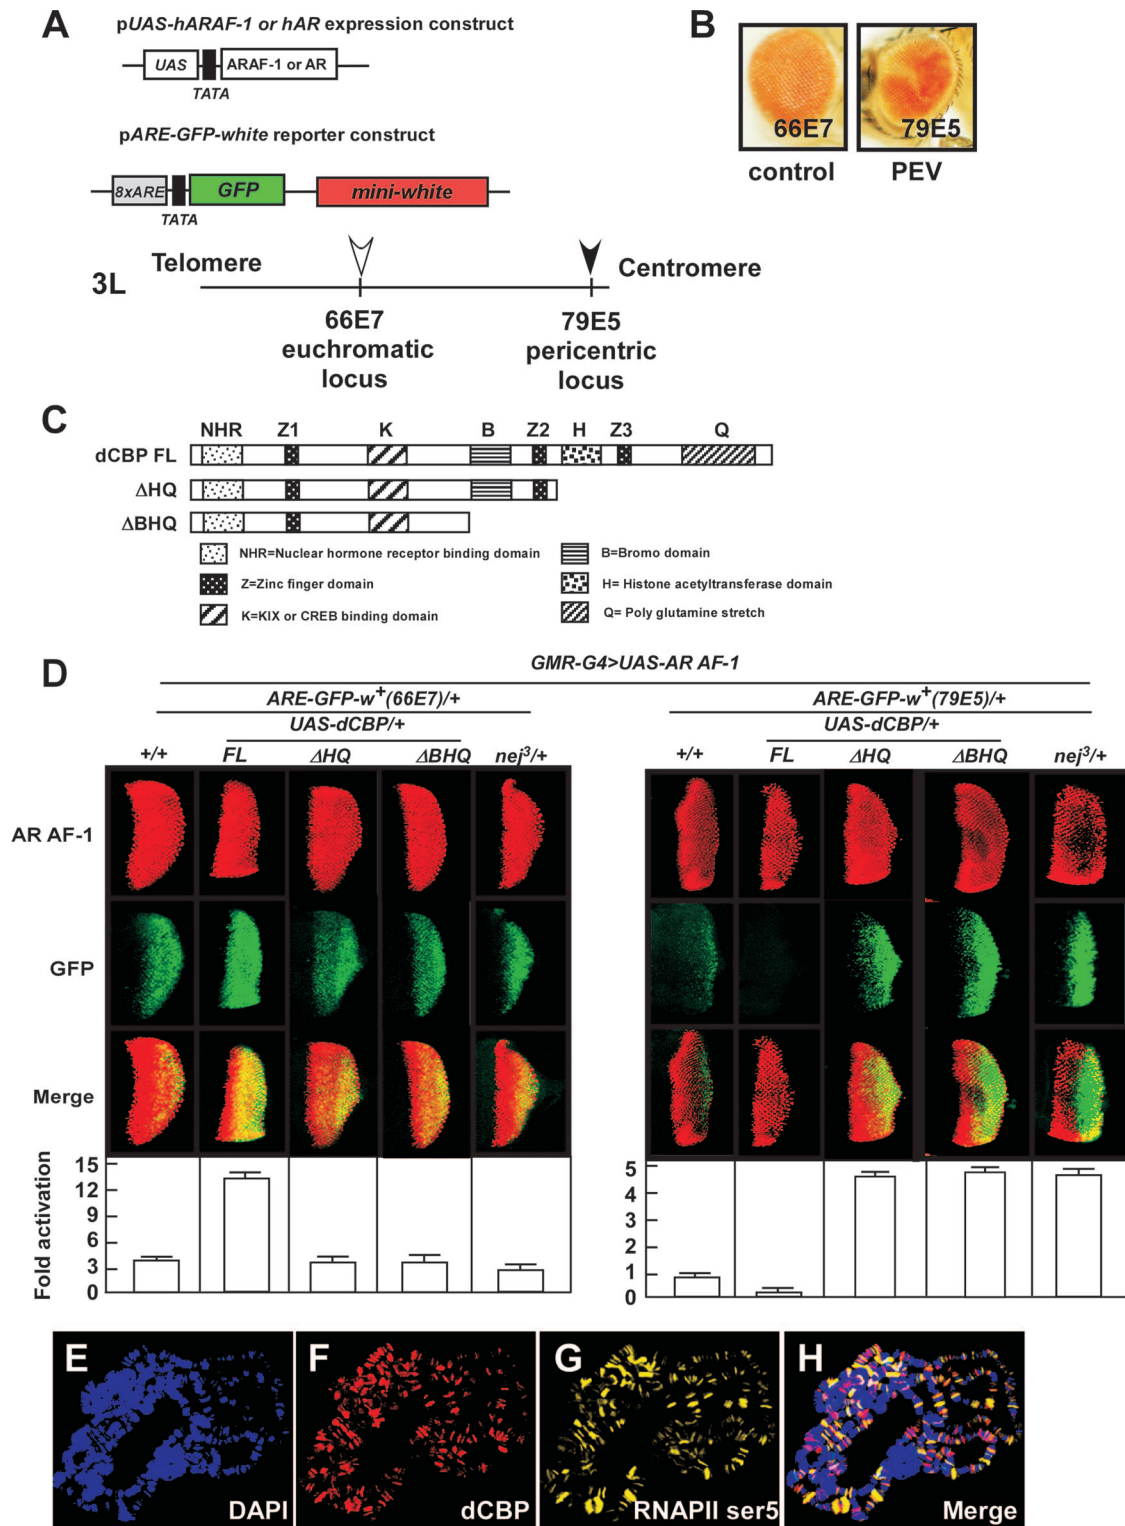 A
pUAS-hARAF-1 or hAR expression construct
UAS
ARAF-1 or AR
TATA
pARE-GFP-white reporter construct
8xARE
GFP
mini-white
TATA
3L
Telomere
Centromere
66E7
euchromatic
locus
79E5
pericentric
locus
B
66E7
79E5
control
PEV
C
NHR Z1 K B Z2 H Z3 Q
dCBP FL
ΔHQ
ΔBHQ
NHR=Nuclear hormone receptor binding domain
Z=Zinc finger domain
K=KIX or CREB binding domain
B=Bromo domain
H= Histone acetyltransferase domain
Q= Poly glutamine stretch
D
GMR-G4>UAS-AR AF-1
ARE-GFP-w+(66E7)/+
UAS-dCBP/+
+/+ FL ΔHQ ΔBHQ nej3/+
ARE-GFP-w+(79E5)/+
UAS-dCBP/+
+/+ FL ΔHQ ΔBHQ nej3/+
AR AF-1
GFP
Merge
Fold activation
15
12
9
6
3
0
5
4
3
2
1
0
E
DAPI
F
dCBP
G
RNAPII ser5
H
Merge